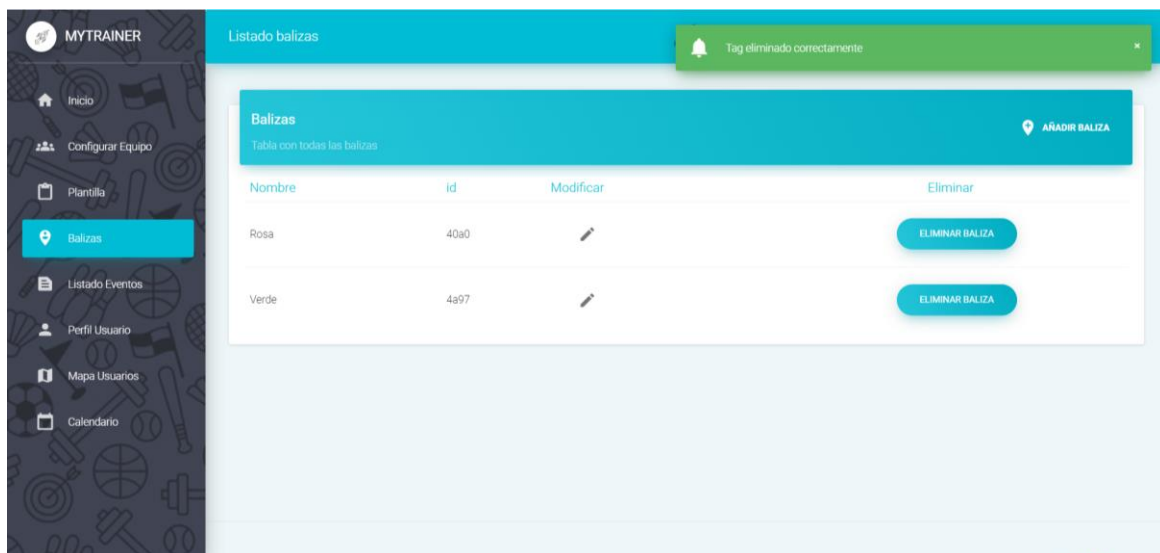 MYTRAINER
Inicio
Configurar Equipo
Plantilla
Balizas
Listado Eventos
Perfil Usuario
Mapa Usuarios
Calendario
Listado balizas
Tag eliminado correctamente
×
Balizas
Tabla con todas las balizas
AÑADIR BALIZA
Nombre id Modificar Eliminar
Rosa 40a0 ELIMINAR BALIZA
Verde 4a97 ELIMINAR BALIZA